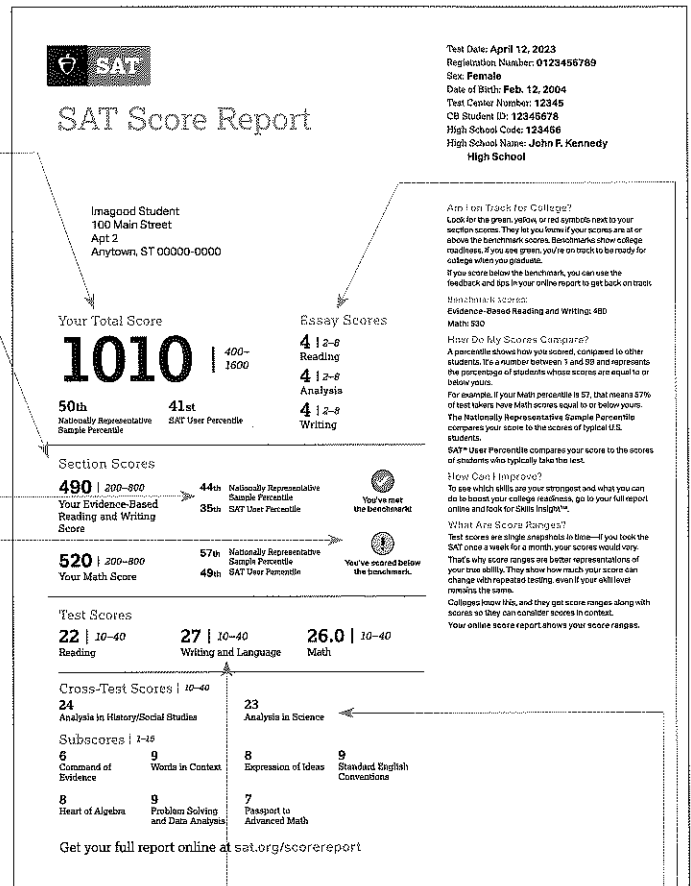 SAT
SAT Score Report
Test Date: April 12, 2023
Registration Number: 0123456789
Sex: Female
Date of Birth: Feb. 12, 2004
Test Center Number: 12345
CB Student ID: 12345678
High School Code: 123456
High School Name: John F. Kennedy
High School
Imagood Student
100 Main Street
Apt 2
Anytown, ST 00000-0000
Your Total Score
1010 | 400–
1600
50th
Nationally Representative
Sample Percentile
41st
SAT User Percentile
Essay Scores
4 | 2–8
Reading
4 | 2–8
Analysis
4 | 2–8
Writing
Section Scores
490 | 200–800
Your Evidence-Based
Reading and Writing
Score
44th Nationally Representative
Sample Percentile
35th SAT User Percentile
You've met
the benchmark!
520 | 200–800
Your Math Score
57th Nationally Representative
Sample Percentile
49th SAT User Percentile
You've scored below
the benchmark.
Test Scores
22 | 10–40
Reading
27 | 10–40
Writing and Language
26.0 | 10–40
Math
Cross-Test Scores | 10–40
24
Analysis in History/Social Studies
23
Analysis in Science
Subscores | 1–15
6
Command of
Evidence
9
Words in Context
8
Expression of Ideas
9
Standard English
Conventions
8
Heart of Algebra
9
Problem Solving
and Data Analysis
7
Passport to
Advanced Math
Get your full report online at sat.org/scorereport
Am I on Track for College?
Look for the green, yellow, or red symbols next to your
section scores. They let you know if your scores are at or
above the benchmark scores. Benchmarks show college
readiness. If you see green, you're on track to be ready for
college when you graduate.
If you score below the benchmark, you can use the
feedback and tips in your online report to get back on track.
Benchmark scores:
Evidence-Based Reading and Writing: 480
Math: 530
How Do My Scores Compare?
A percentile shows how you scored, compared to other
students. It's a number between 1 and 99 and represents
the percentage of students whose scores are equal to or
below yours.
For example, if your Math percentile is 57, that means 57%
of test takers have Math scores equal to or below yours.
The Nationally Representative Sample Percentile
compares your score to the scores of typical U.S.
students.
SAT® User Percentile compares your score to the scores
of students who typically take the test.
How Can I Improve?
To see which skills are your strongest and what you can
do to boost your college readiness, go to your full report
online and look for Skills Insight™.
What Are Score Ranges?
Test scores are single snapshots in time—if you took the
SAT once a week for a month, your scores would vary.
That's why score ranges are better representations of
your true ability. They show how much your score can
change with repeated testing, even if your skill level
remains the same.
Colleges know this, and they get score ranges along with
scores so they can consider scores in context.
Your online score report shows your score ranges.